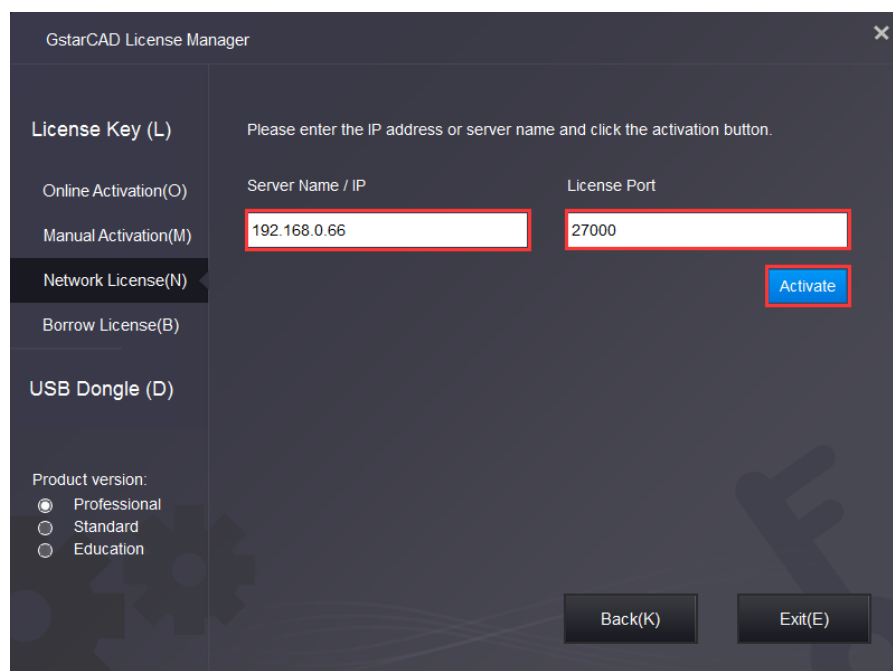 GstarCAD License Manager
License Key (L)
Online Activation(O)
Manual Activation(M)
Network License(N)
Borrow License(B)
USB Dongle (D)
Product version:
Professional
Standard
Education
Please enter the IP address or server name and click the activation button.
Server Name / IP
License Port
192.168.0.66
27000
Activate
Back(K)
Exit(E)